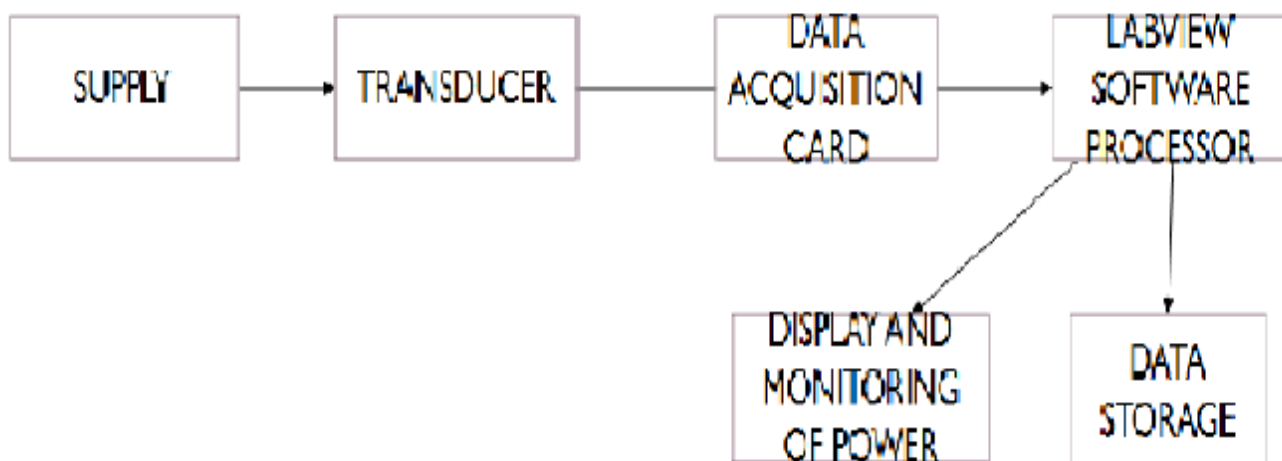 SUPPLY
TRANSDUCER
DATA
ACQUISITION
CARD
LABVIEW
SOFTWARE
PROCESSOR
DISPLAY AND
MONITORING
OF POWER
DATA
STORAGE